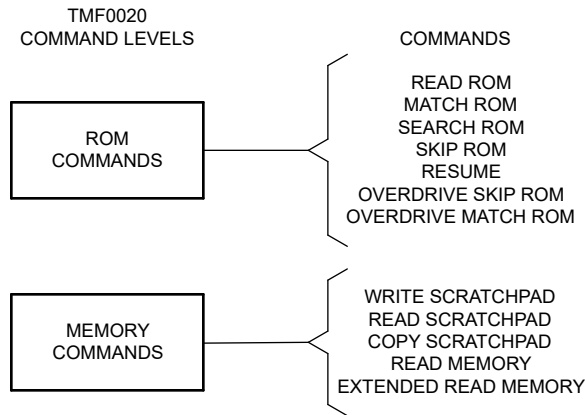 TMF0020
COMMAND LEVELS
COMMANDS
ROM
COMMANDS
READ ROM
MATCH ROM
SEARCH ROM
SKIP ROM
RESUME
OVERDRIVE SKIP ROM
OVERDRIVE MATCH ROM
MEMORY
COMMANDS
WRITE SCRATCHPAD
READ SCRATCHPAD
COPY SCRATCHPAD
READ MEMORY
EXTENDED READ MEMORY